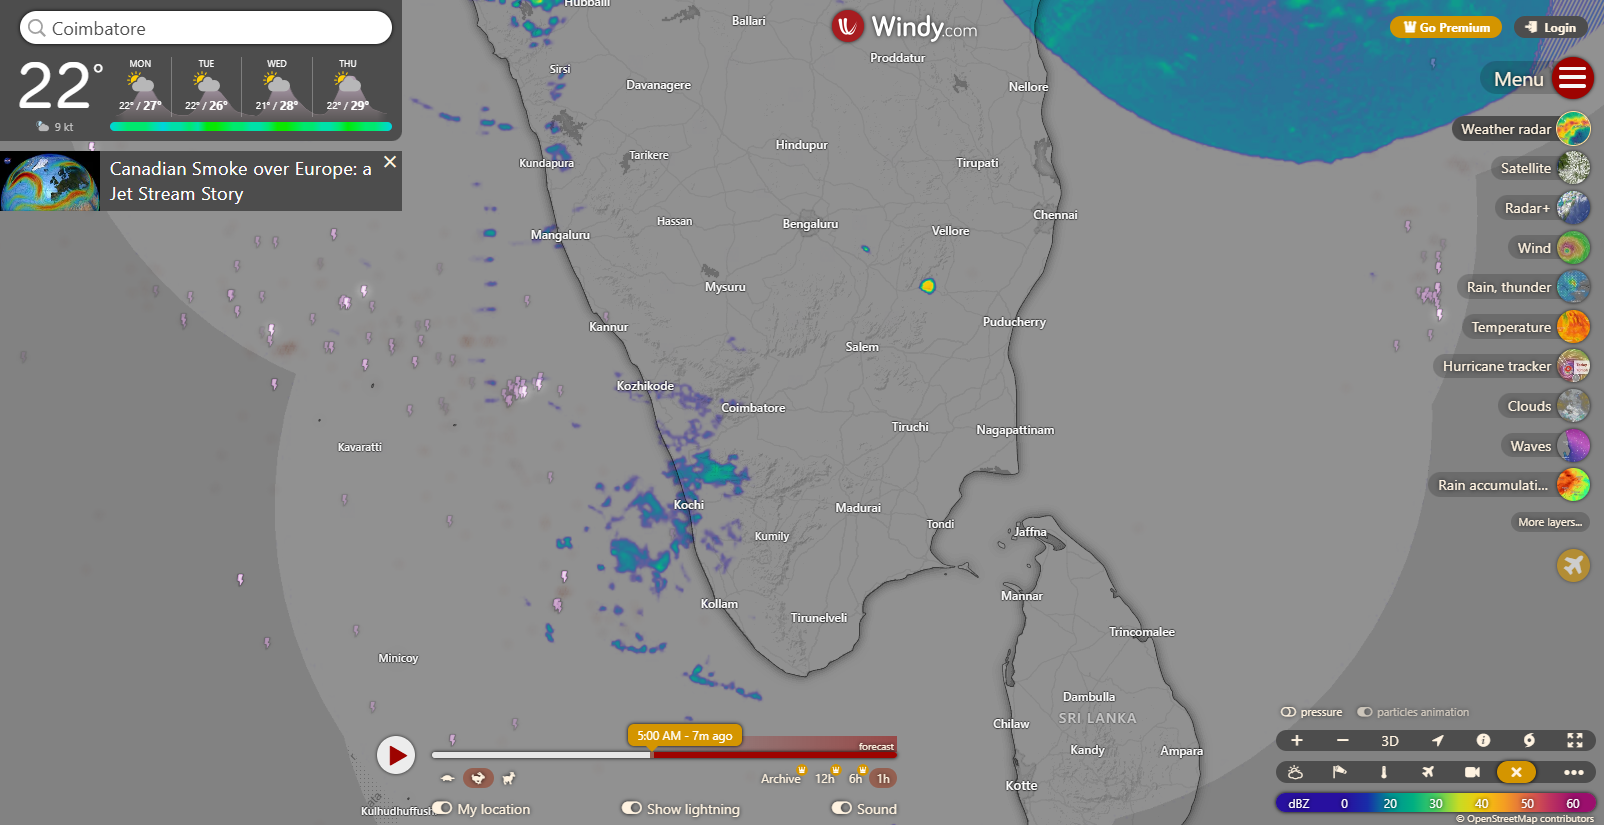 Coimbatore
22°
9 kt
MON
22° / 27°
TUE
22° / 26°
WED
21° / 28°
THU
22° / 29°
Canadian Smoke over Europe: a
Jet Stream Story
Windy.com
Go Premium
Login
Menu
Weather radar
Satellite
Radar+
Wind
Rain, thunder
Temperature
Hurricane tracker
Clouds
Waves
Rain accumulati...
More layers...
Hubballi
Ballari
Proddatur
Sirsi
Davanagere
Nellore
Kundapura
Tarikere
Hindupur
Tirupati
Mangaluru
Hassan
Bengaluru
Vellore
Chennai
Mysuru
Kannur
Puducherry
Salem
Kozhikode
Coimbatore
Tiruchi
Nagapattinam
Kavaratti
Kochi
Madurai
Tondi
Jaffna
Kumily
Kollam
Tirunelveli
Mannar
Trincomalee
Minicoy
Dambulla
SRI LANKA
Chilaw
Kandy
Ampara
Kotte
Kulhudhuffushi
5:00 AM - 7m ago
forecast
Archive
12h
6h
1h
My location
Show lightning
Sound
pressure
particles animation
+
−
3D
dBZ 0 20 30 40 50 60
© OpenStreetMap contributors